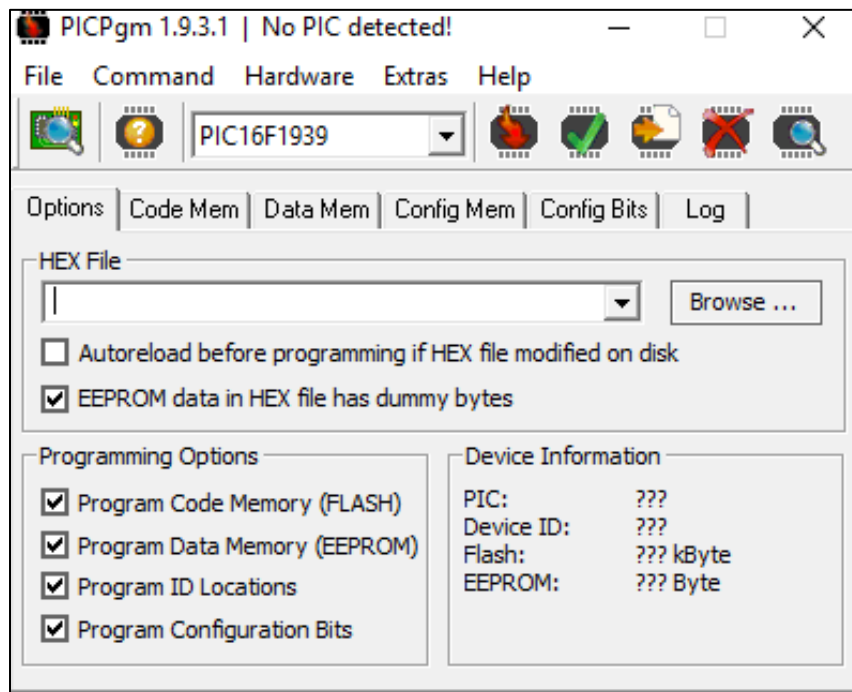 PICPgm 1.9.3.1 | No PIC detected!
File Command Hardware Extras Help
PIC16F1939
Options Code Mem Data Mem Config Mem Config Bits Log
HEX File
Browse ...
Autoreload before programming if HEX file modified on disk
EEPROM data in HEX file has dummy bytes
Programming Options
Program Code Memory (FLASH)
Program Data Memory (EEPROM)
Program ID Locations
Program Configuration Bits
Device Information
PIC: ???
Device ID: ???
Flash: ??? kByte
EEPROM: ??? Byte